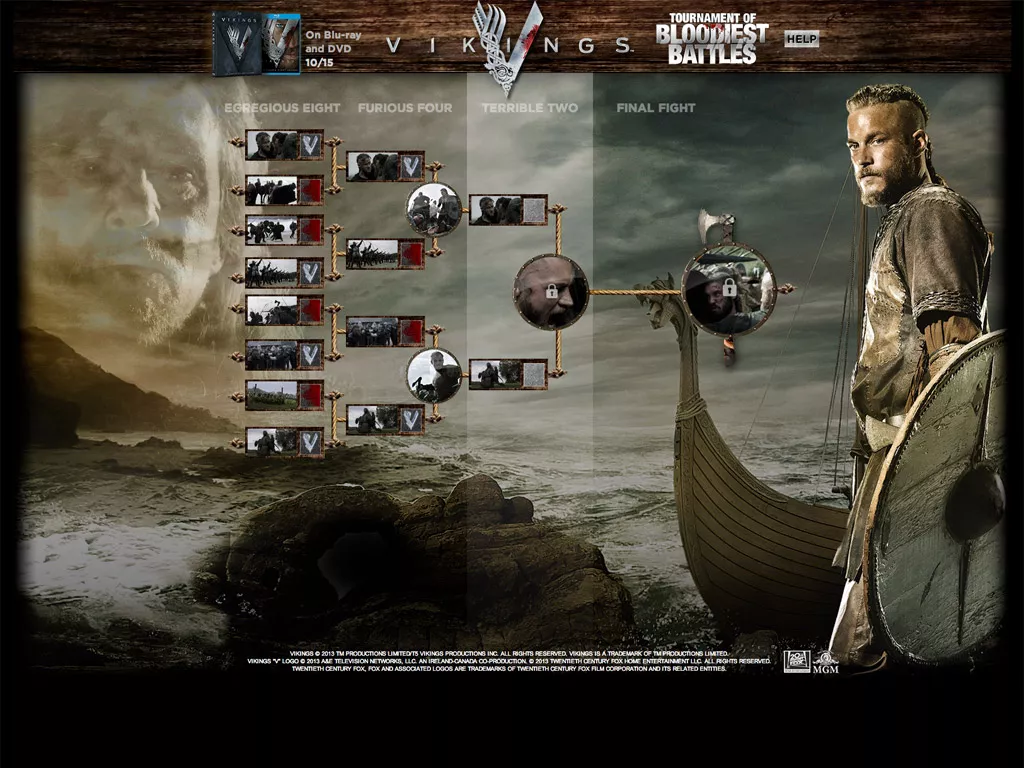 VIKINGS
On Blu-ray
and DVD
10/15
VIKINGS™
TOURNAMENT OF
BLOODIEST
BATTLES
HELP
EGREGIOUS EIGHT
FURIOUS FOUR
TERRIBLE TWO
FINAL FIGHT
VIKINGS © 2013 TM PRODUCTIONS LIMITED/T5 VIKINGS PRODUCTIONS INC. ALL RIGHTS RESERVED. VIKINGS IS A TRADEMARK OF TM PRODUCTIONS LIMITED.
VIKINGS "V" LOGO © 2013 A&E TELEVISION NETWORKS, LLC. AN IRELAND-CANADA CO-PRODUCTION. © 2013 TWENTIETH CENTURY FOX HOME ENTERTAINMENT LLC. ALL RIGHTS RESERVED.
TWENTIETH CENTURY FOX, FOX, AND ASSOCIATED LOGOS ARE TRADEMARKS OF TWENTIETH CENTURY FOX FILM CORPORATION AND ITS RELATED ENTITIES.
MGM